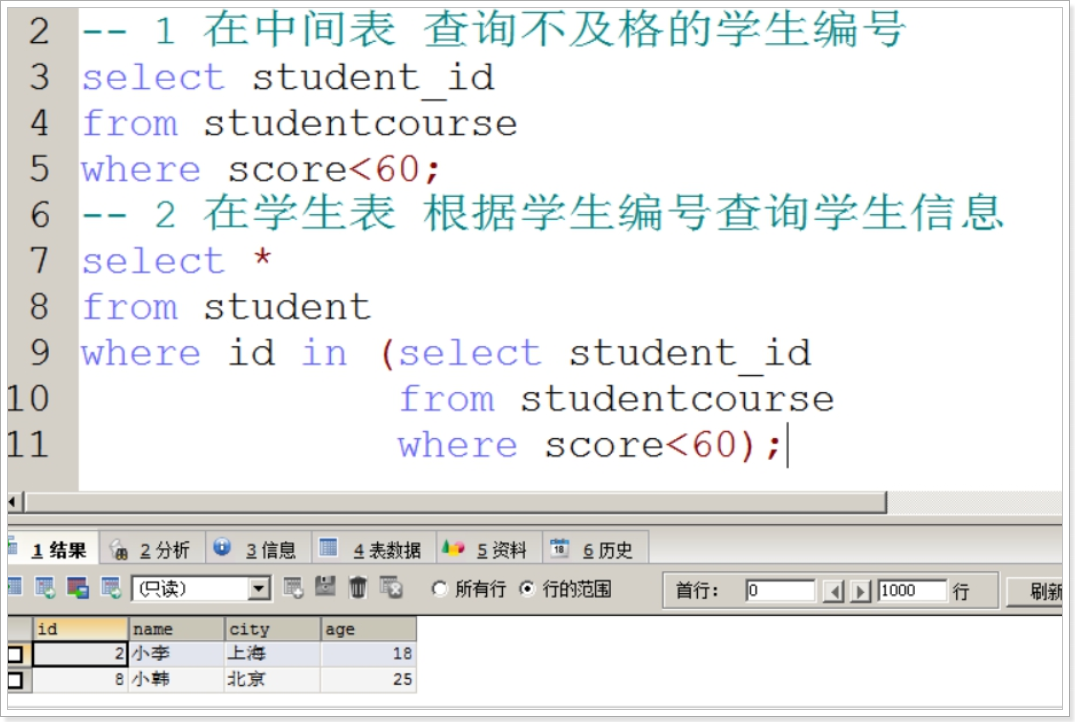 2 -- 1 在中间表 查询不及格的学生编号
3 select student_id
4 from studentcourse
5 where score<60;
6 -- 2 在学生表 根据学生编号查询学生信息
7 select *
8 from student
9 where id in (select student_id
10 from studentcourse
11 where score<60);
1 结果 2 分析 3 信息 4 表数据 5 资料 6 历史
(只读) 所有行 行的范围 首行: 0 1000 行 刷新
id name city age
2 小李 上海 18
8 小韩 北京 25